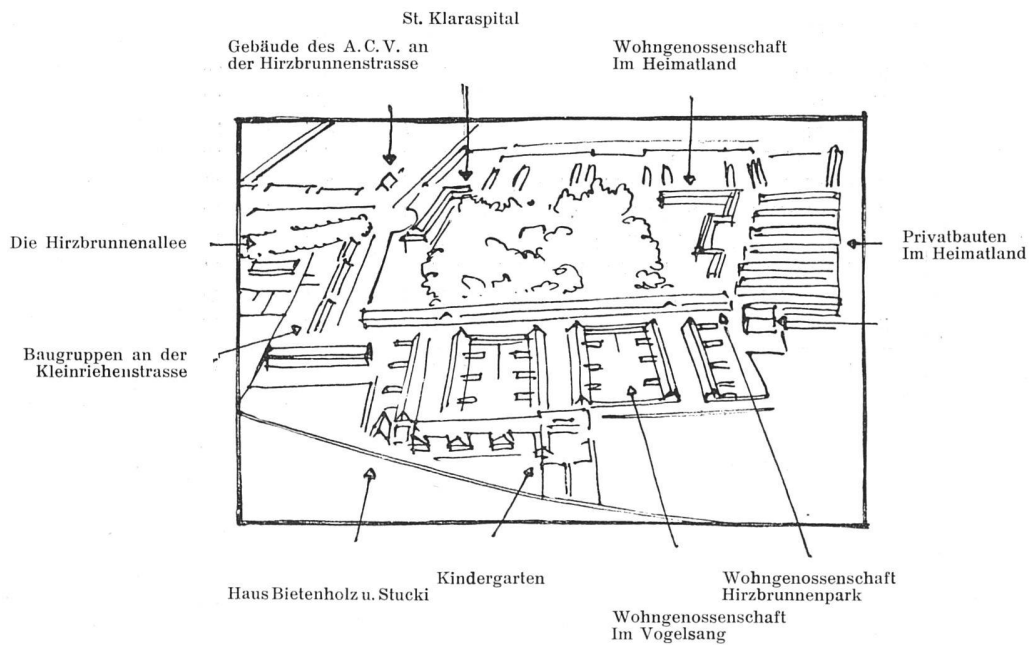 St. Klaraspital
Gebäude des A. C. V. an
der Hirzbrunnenstrasse
Wohngenossenschaft
Im Heimatland
Die Hirzbrunnenallee
Privatbauten
Im Heimatland
Baugruppen an der
Kleinriehenstrasse
Kindergarten
Haus Bietenholz u. Stucki
Wohngenossenschaft
Hirzbrunnenpark
Wohngenossenschaft
Im Vogelsang